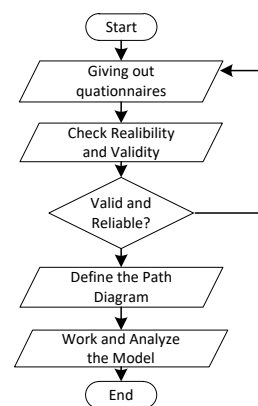 Start
Giving out
quationnaires
Check Realibility
and Validity
Valid and
Reliable?
Define the Path
Diagram
Work and Analyze
the Model
End